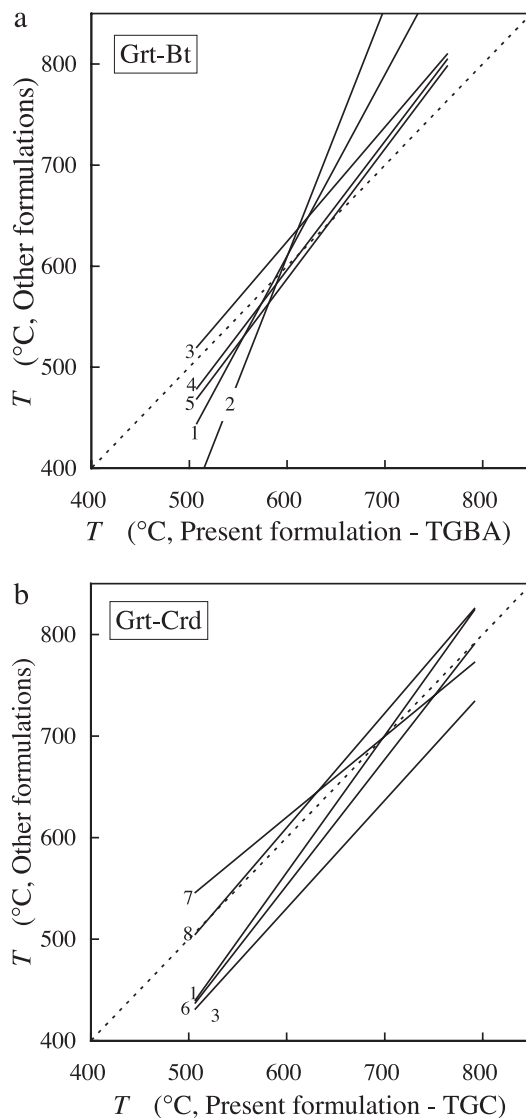 a
Grt-Bt
800
700
600
500
400
3
4
5
1
2
T (°C, Other formulations)
400 500 600 700 800
T (°C, Present formulation - TGBA)
b
Grt-Crd
800
700
600
500
400
7
8
1
6 3
T (°C, Other formulations)
400 500 600 700 800
T (°C, Present formulation - TGC)